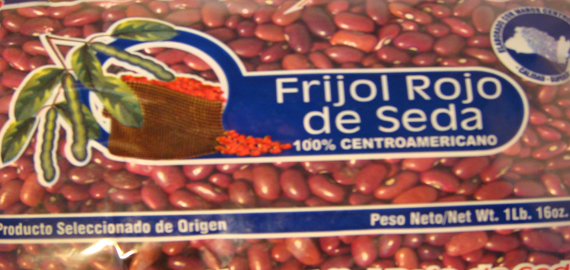 Frijol Rojo
de Seda
100% CENTROAMERICANO
Producto Seleccionado de Origen
Peso Neto/Net Wt. 1Lb. 16oz.